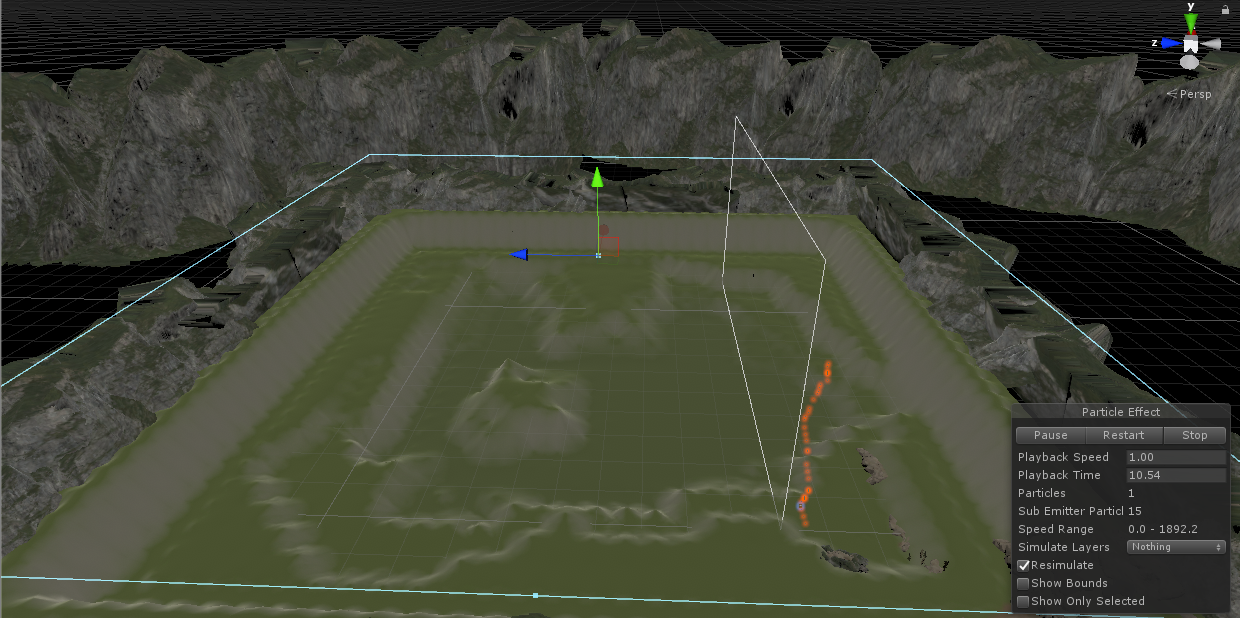 y
z
Persp
Particle Effect
Pause Restart Stop
Playback Speed 1.00
Playback Time 10.54
Particles 1
Sub Emitter Particl 15
Speed Range 0.0 - 1892.2
Simulate Layers Nothing
Resimulate
Show Bounds
Show Only Selected